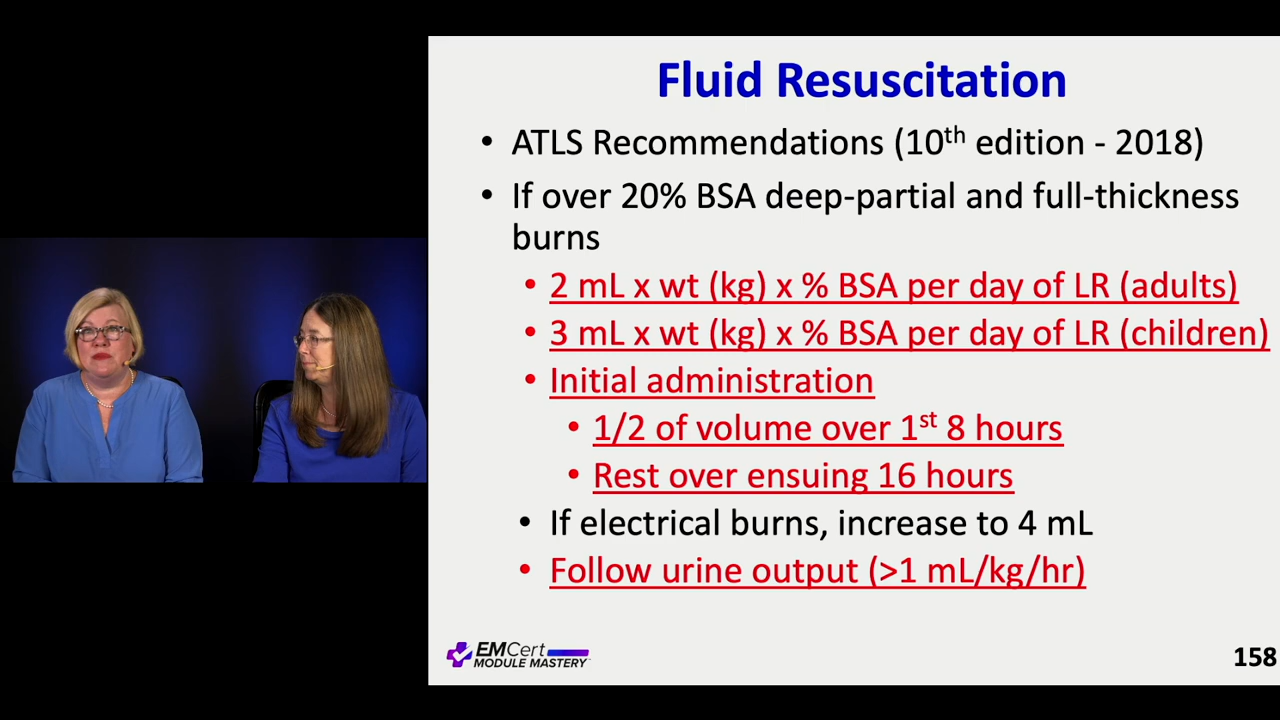 Fluid Resuscitation
• ATLS Recommendations (10th edition - 2018)
• If over 20% BSA deep-partial and full-thickness
burns
• 2 mL x wt (kg) x % BSA per day of LR (adults)
• 3 mL x wt (kg) x % BSA per day of LR (children)
• Initial administration
• 1/2 of volume over 1st 8 hours
• Rest over ensuing 16 hours
• If electrical burns, increase to 4 mL
• Follow urine output (>1 mL/kg/hr)
EMCert
MODULE MASTERY
158